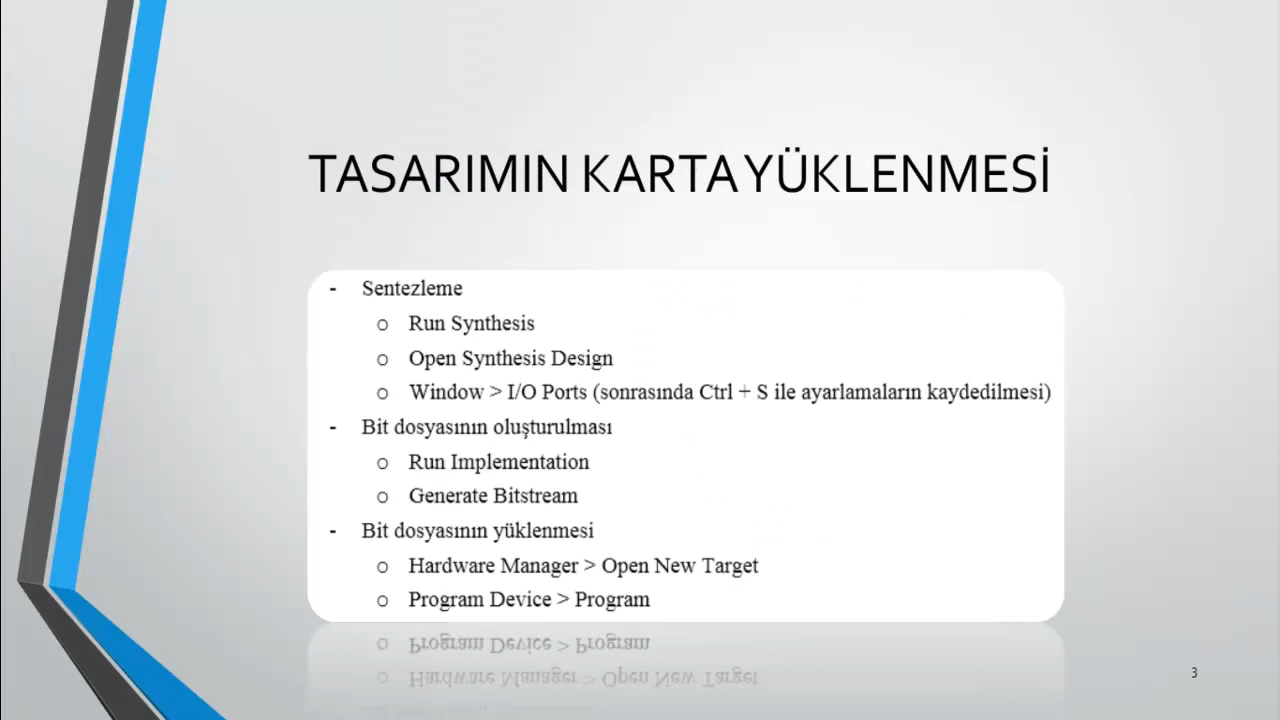 TASARIMIN KARTA YÜKLENMESİ
- Sentezleme
o Run Synthesis
o Open Synthesis Design
o Window > I/O Ports (sonrasında Ctrl + S ile ayarlamaların kaydedilmesi)
- Bit dosyasının oluşturulması
o Run Implementation
o Generate Bitstream
- Bit dosyasının yüklenmesi
o Hardware Manager > Open New Target
o Program Device > Program
3